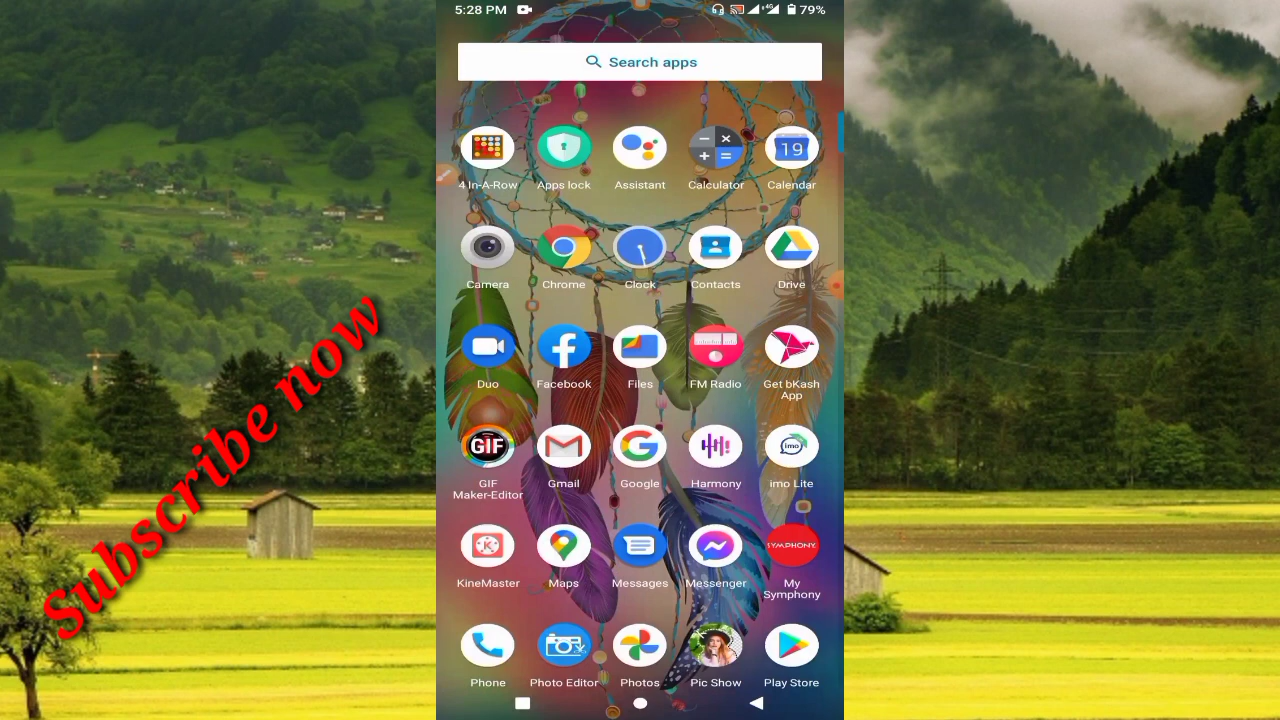 5:28 PM
4G
79%
Search apps
4 In-A-Row
Apps lock
Assistant
Calculator
19
Calendar
Camera
Chrome
Clock
Contacts
Drive
Duo
Facebook
Files
FM Radio
Get bKash
App
GIF
GIF
Maker-Editor
Gmail
Google
Harmony
imo
imo Lite
K
KineMaster
Maps
Messages
Messenger
SYMPHONY
My
Symphony
Phone
Photo Editor
Photos
Pic Show
Play Store
Subscribe now